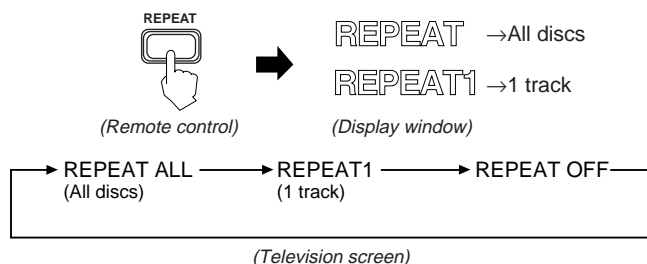 REPEAT
REPEAT →All discs
REPEAT1 →1 track
(Remote control)
(Display window)
REPEAT ALL → REPEAT1 → REPEAT OFF
(All discs)
(1 track)
(Television screen)